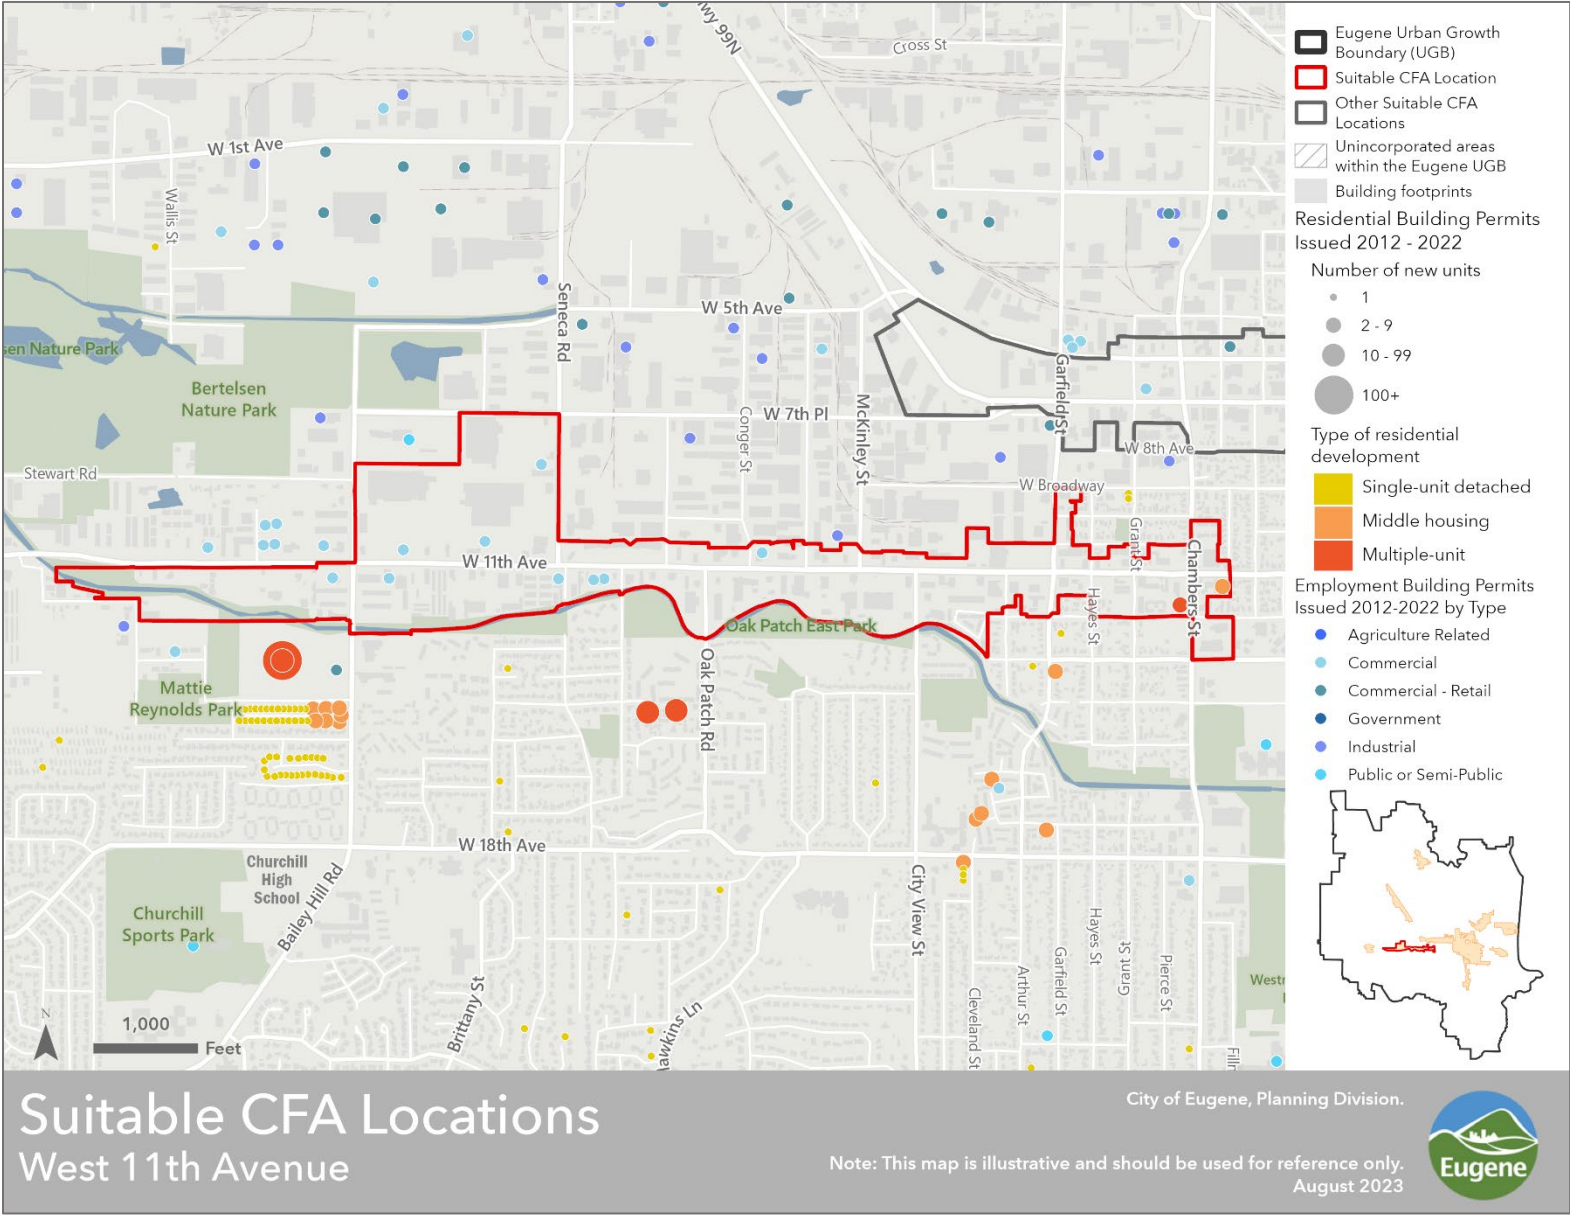 wy 99N
Cross St
W 1st Ave
Wallis St
Seneca Rd
W 5th Ave
sen Nature Park
Bertelsen
Nature Park
Garfield St
W 7th Pl
Conger St
McKinley St
W 8th Ave
Stewart Rd
W Broadway
Grant St
Chambers St
W 11th Ave
Hayes St
Oak Patch East Park
Oak Patch Rd
Mattie
Reynolds Park
W 18th Ave
Churchill
High
School
Bailey Hill Rd
Churchill
Sports Park
City View St
Brittany St
awkins Ln
Cleveland St
Arthur St
Garfield St
Hayes St
Grant St
Pierce St
Westr
Filln
N
1,000
Feet
Eugene Urban Growth
Boundary (UGB)
Suitable CFA Location
Other Suitable CFA
Locations
Unincorporated areas
within the Eugene UGB
Building footprints
Residential Building Permits
Issued 2012 - 2022
Number of new units
1
2 - 9
10 - 99
100+
Type of residential
development
Single-unit detached
Middle housing
Multiple-unit
Employment Building Permits
Issued 2012-2022 by Type
Agriculture Related
Commercial
Commercial - Retail
Government
Industrial
Public or Semi-Public
Suitable CFA Locations
West 11th Avenue
City of Eugene, Planning Division.
Note: This map is illustrative and should be used for reference only.
August 2023
Eugene